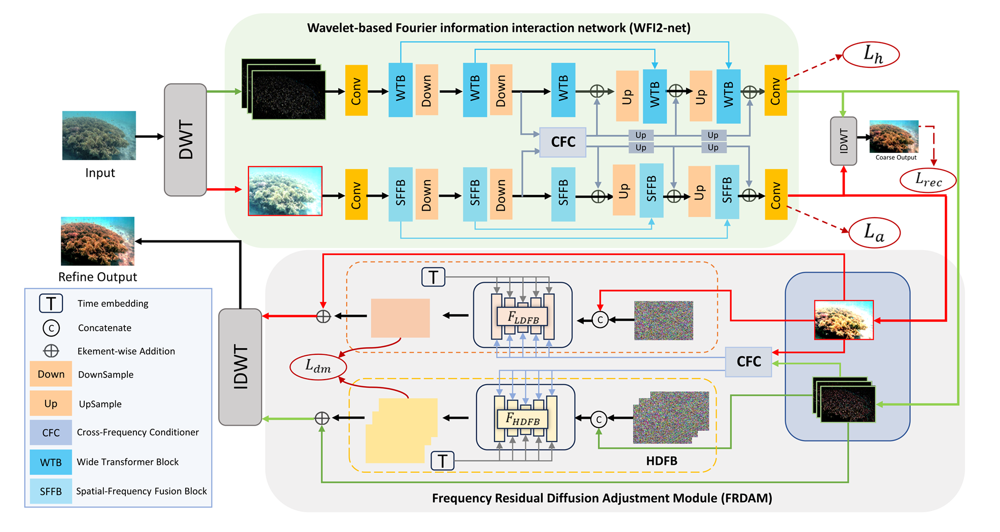 Wavelet-based Fourier information interaction network (WFI2-net)
Conv
WTB
Down
WTB
Down
WTB
Up
WTB
Up
WTB
Conv
L_h
DWT
Input
CFC
Up
Up
Up
Up
IDWT
Coarse Output
L_rec
Conv
SFFB
Down
SFFB
Down
SFFB
Up
SFFB
Up
SFFB
Conv
L_a
Refine Output
T
Time embedding
C
Concatenate
Ekement-wise Addition
Down
DownSample
Up
UpSample
CFC
Cross-Frequency Conditioner
WTB
Wide Transformer Block
SFFB
Spatial-Frequency Fusion Block
IDWT
T
F_LDFB
C
L_dm
CFC
F_HDFB
C
T
HDFB
Frequency Residual Diffusion Adjustment Module (FRDAM)